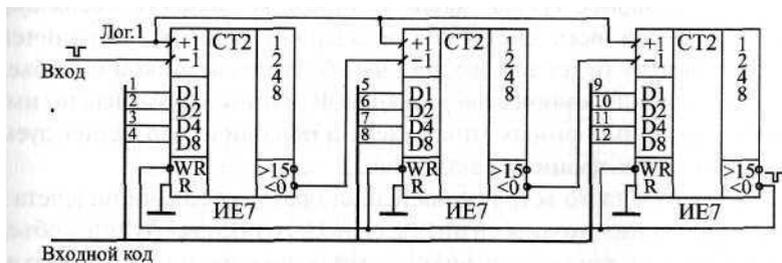 Лог.1
Вход
+1 СТ2 1
−1 2
4
8
1 D1
2 D2
3 D4
4 D8
WR >15
R <0
ИЕ7
+1 СТ2 1
−1 2
4
8
5 D1
6 D2
7 D4
8 D8
WR >15
R <0
ИЕ7
+1 СТ2 1
−1 2
4
8
9 D1
10 D2
11 D4
12 D8
WR >15
R <0
ИЕ7
Входной код